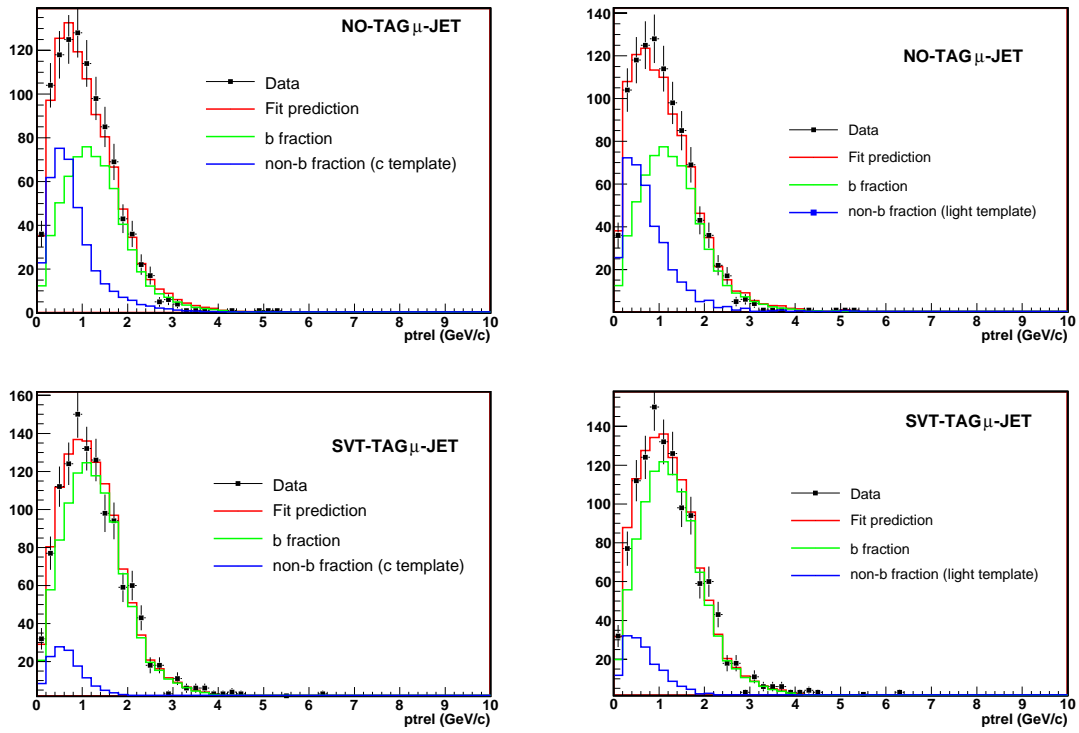 NO-TAG μ-JET
120
100
80
60
40
20
0
Data
Fit prediction
b fraction
non-b fraction (c template)
0 1 2 3 4 5 6 7 8 9 10
ptrel (GeV/c)
NO-TAG μ-JET
140
120
100
80
60
40
20
Data
Fit prediction
b fraction
non-b fraction (light template)
0 1 2 3 4 5 6 7 8 9 10
ptrel (GeV/c)
SVT-TAG μ-JET
160
140
120
100
80
60
40
20
Data
Fit prediction
b fraction
non-b fraction (c template)
0 1 2 3 4 5 6 7 8 9 10
ptrel (GeV/c)
SVT-TAG μ-JET
140
120
100
80
60
40
20
Data
Fit prediction
b fraction
non-b fraction (light template)
0 1 2 3 4 5 6 7 8 9 10
ptrel (GeV/c)